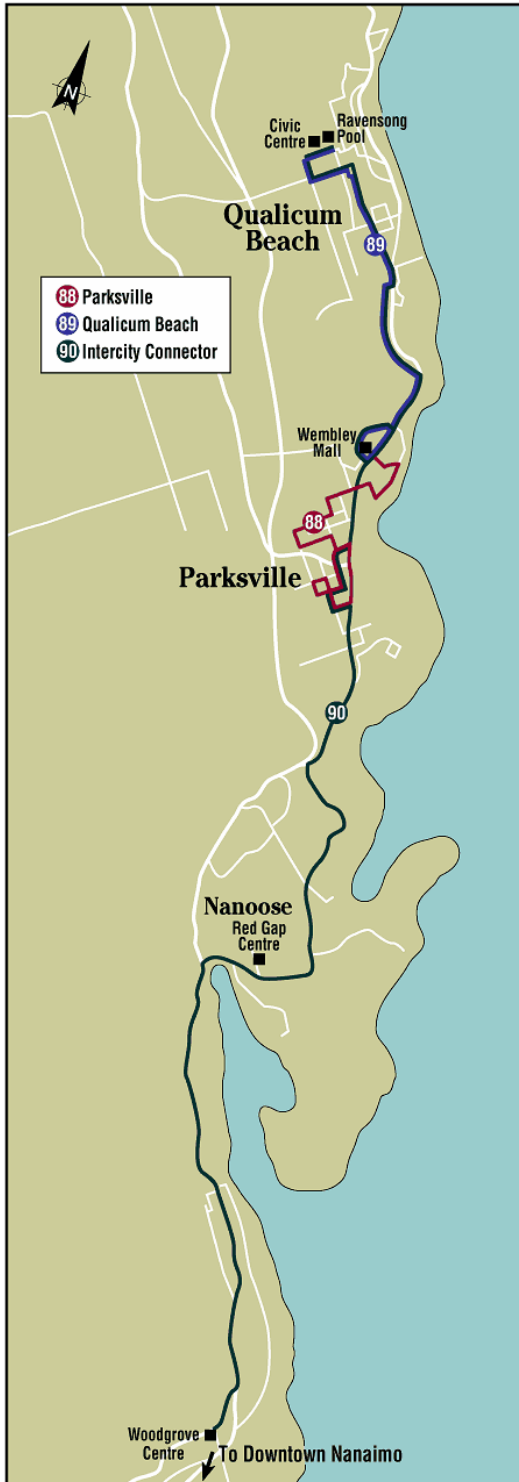 N
Civic
Centre
Ravensong
Pool
Qualicum
Beach
89
88 Parksville
89 Qualicum Beach
90 Intercity Connector
Wembley
Mall
88
Parksville
90
Nanoose
Red Gap
Centre
Woodgrove
Centre
To Downtown Nanaimo